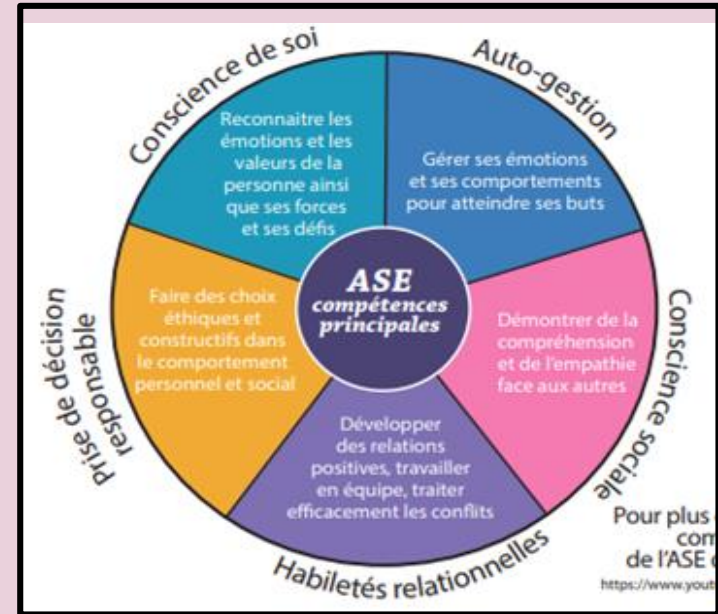 Conscience de soi
Reconnaitre les
émotions et les
valeurs de la
personne ainsi
que ses forces
et ses défis
Auto-gestion
Gérer ses émotions
et ses comportements
pour atteindre ses buts
ASE
compétences
principales
Conscience sociale
Démontrer de la
compréhension
et de l'empathie
face aux autres
Habiletés relationnelles
Développer
des relations
positives, travailler
en équipe, traiter
efficacement les conflits
Prise de décision
responsable
Faire des choix
éthiques et
constructifs dans
le comportement
personnel et social
Pour plus
com
de l'ASE
https://www.yout